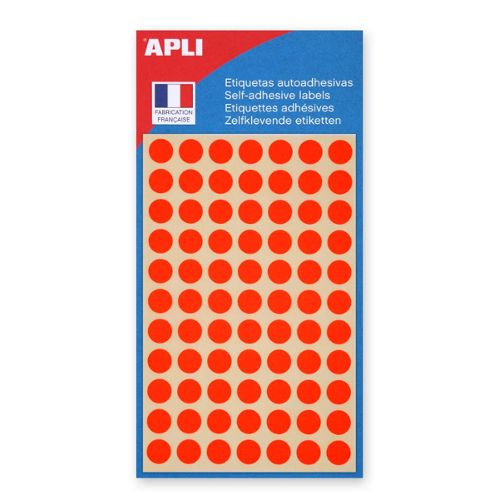 APLI
FABRICATION
FRANÇAISE
Etiquetas autoadhesivas
Self-adhesive labels
Etiquettes adhésives
Zelfklevende etiketten